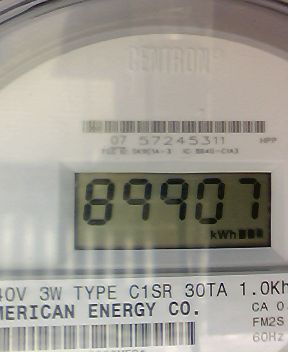 CENTRON
07 57245311 HPP
89907
kWh
40V 3W TYPE C1SR 30TA 1.0Kh
MERICAN ENERGY CO. CA 0
FM2S
60Hz